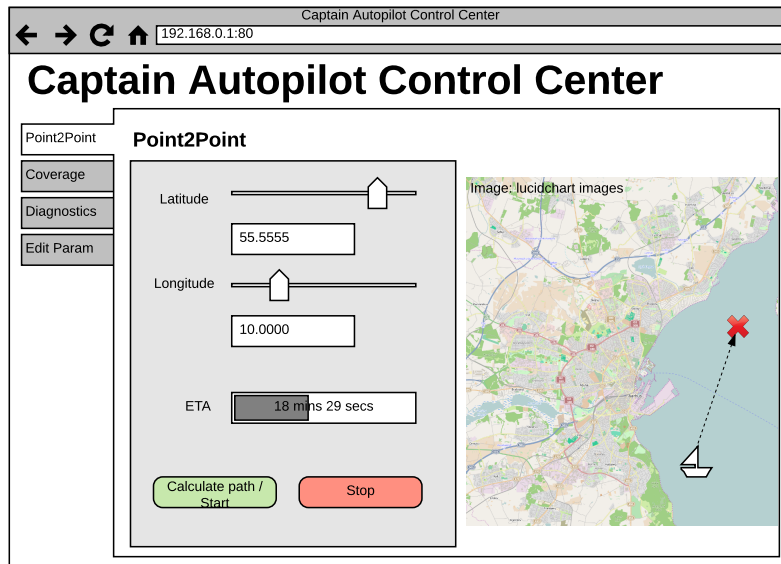 Captain Autopilot Control Center
192.168.0.1:80
Captain Autopilot Control Center
Point2Point
Coverage
Diagnostics
Edit Param
Point2Point
Latitude
55.5555
Longitude
10.0000
ETA
18 mins 29 secs
Calculate path /
Start
Stop
Image: lucidchart images